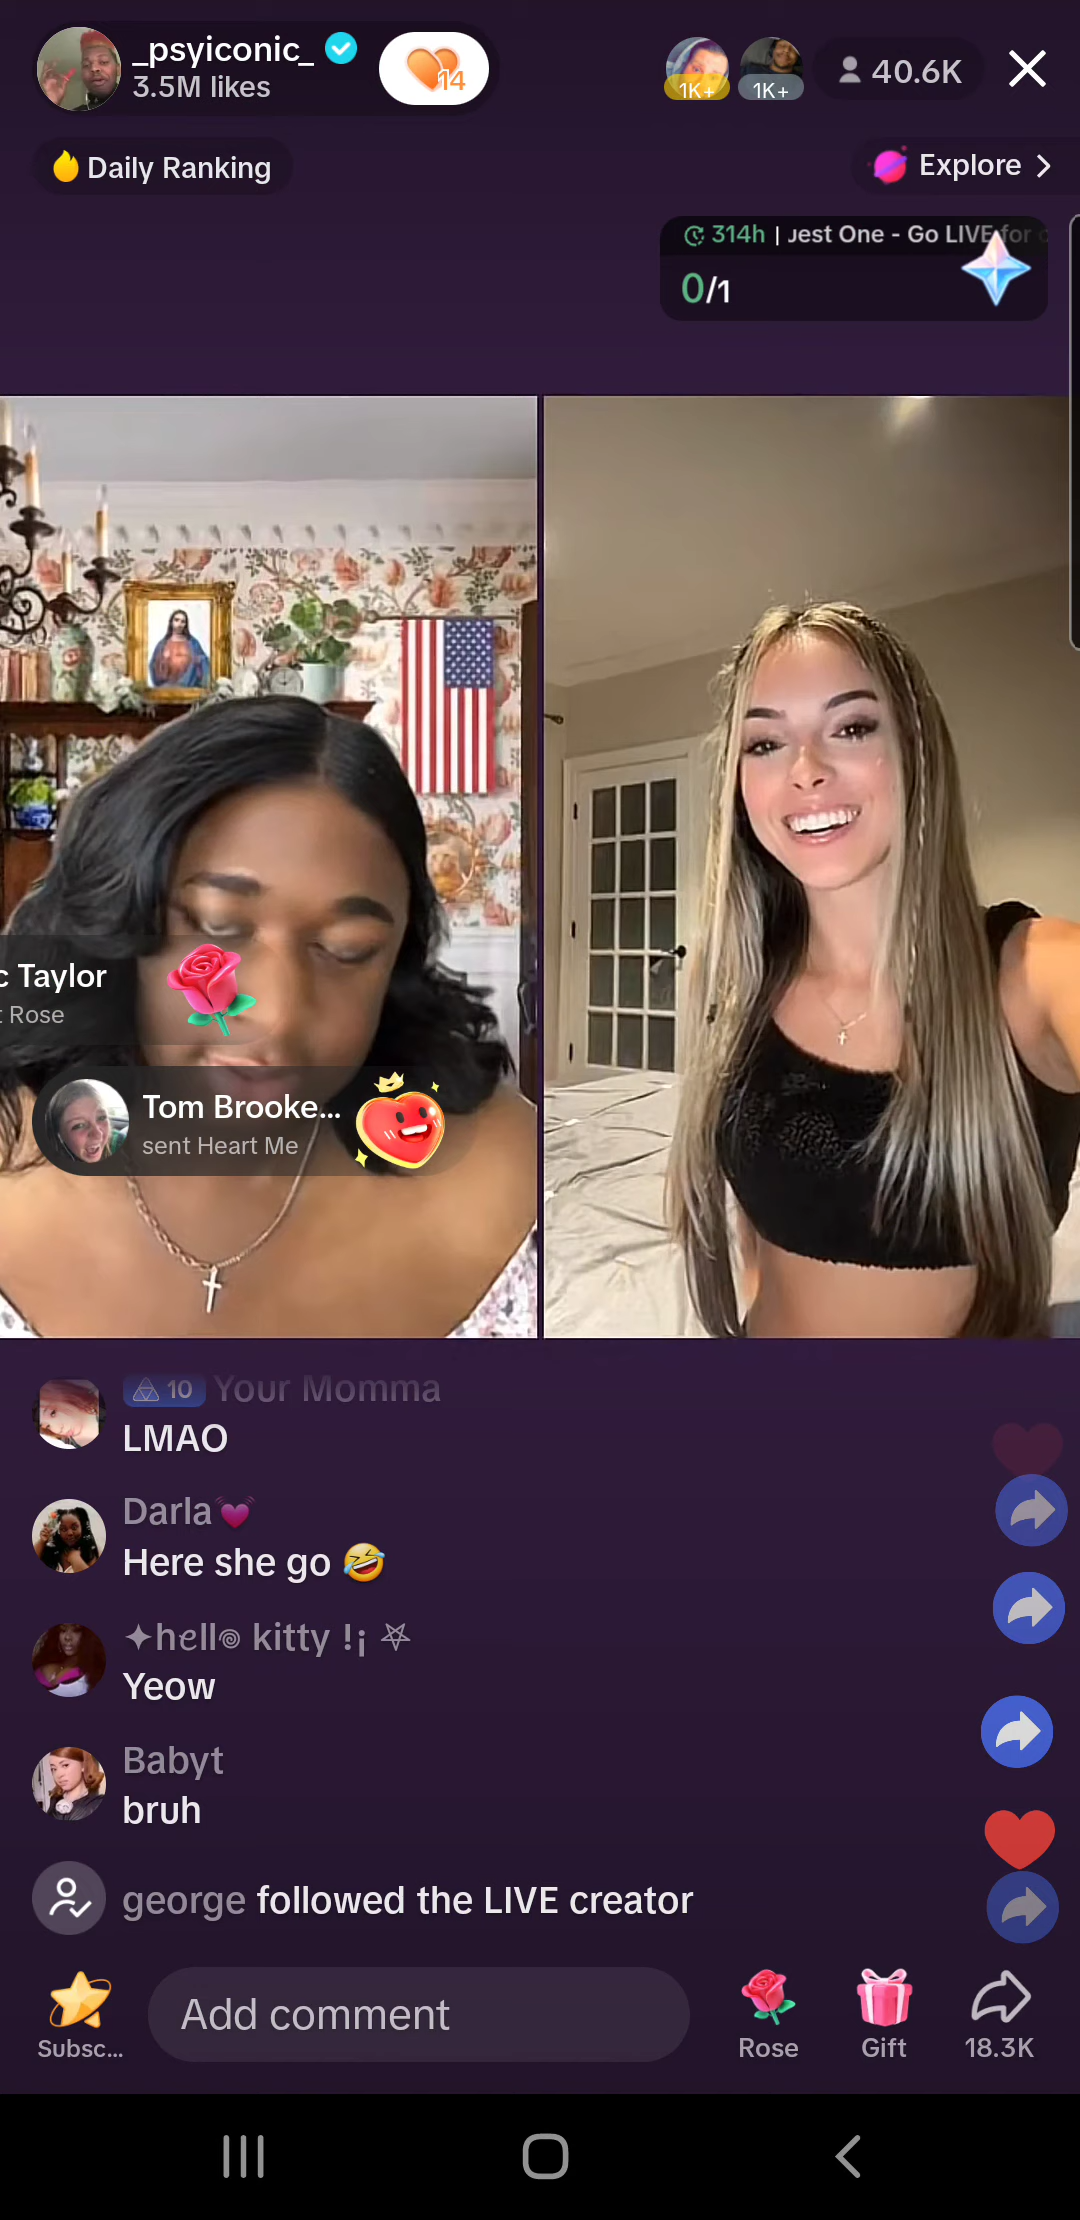 _psyiconic_
3.5M likes
14
1K+
1K+
40.6K
Daily Ranking
Explore
314h | Jest One - Go LIVE for
0/1
c Taylor
t Rose
Tom Brooke...
sent Heart Me
10 Your Momma
LMAO
Darla💓
Here she go 🤣
✦hell๏ kitty !¡ ⛧
Yeow
Babyt
bruh
george followed the LIVE creator
Subsc...
Add comment
Rose
Gift
18.3K